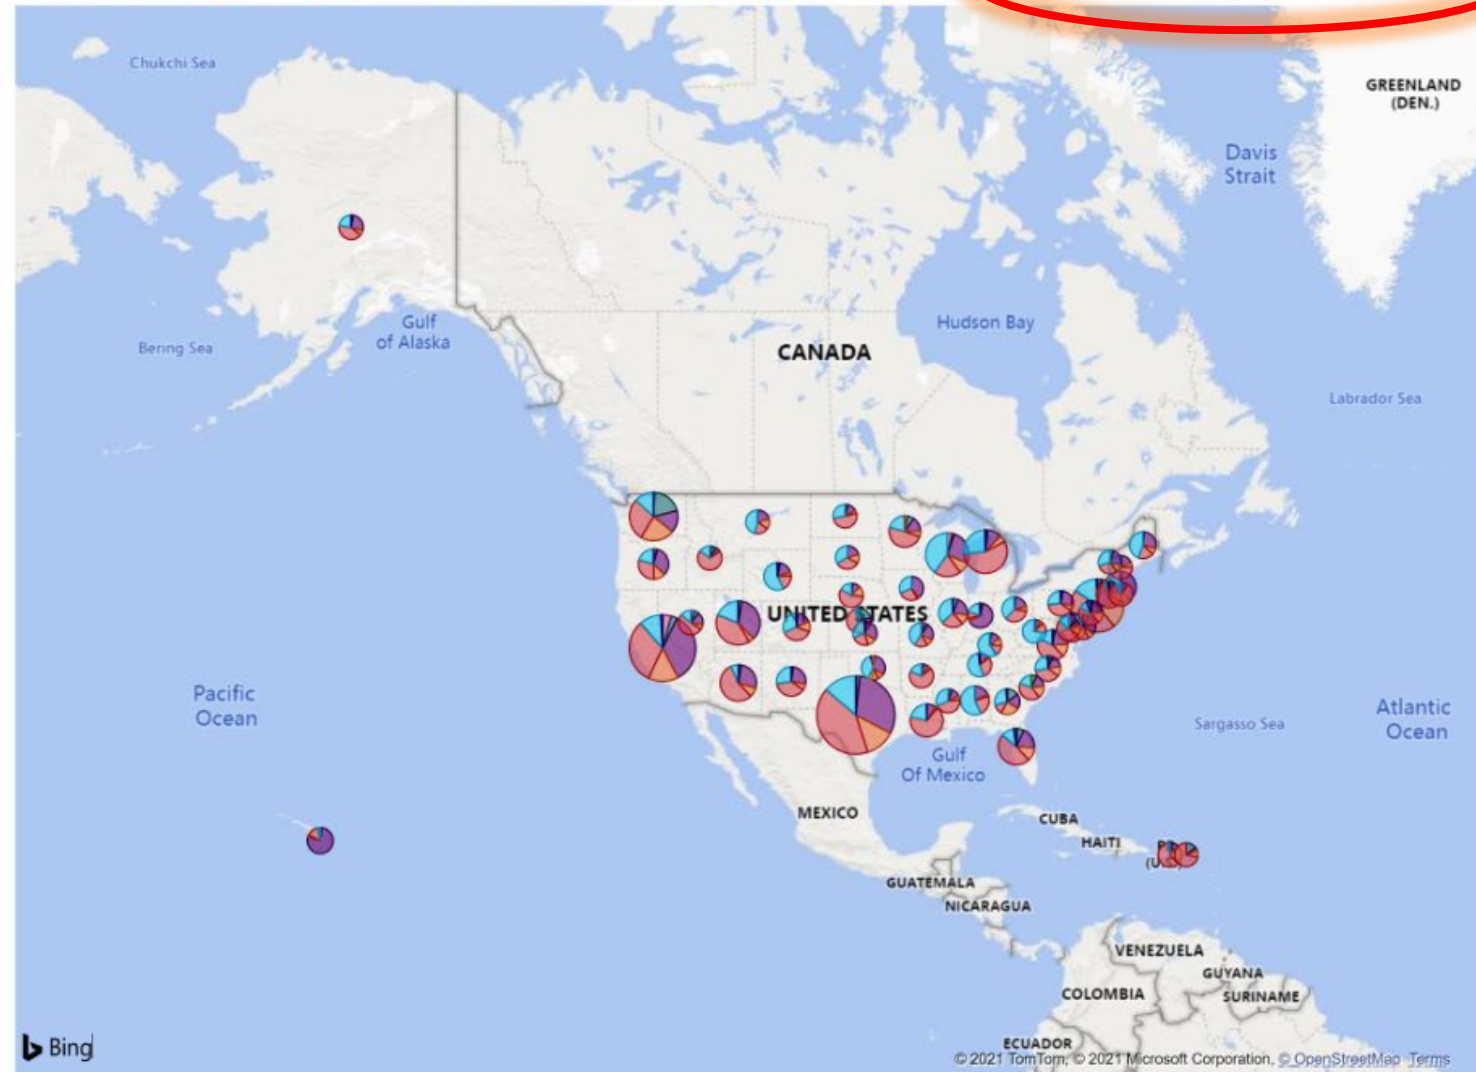 Chukchi Sea
GREENLAND
(DEN.)
Davis
Strait
Gulf
of Alaska
Hudson Bay
Bering Sea
CANADA
Labrador Sea
UNITED STATES
Pacific
Ocean
Atlantic
Ocean
Sargasso Sea
Gulf
Of Mexico
MEXICO
CUBA
HAITI
GUATEMALA
NICARAGUA
VENEZUELA
GUYANA
COLOMBIA
SURINAME
ECUADOR
Bing
© 2021 TomTom, © 2021 Microsoft Corporation, © OpenStreetMap Terms